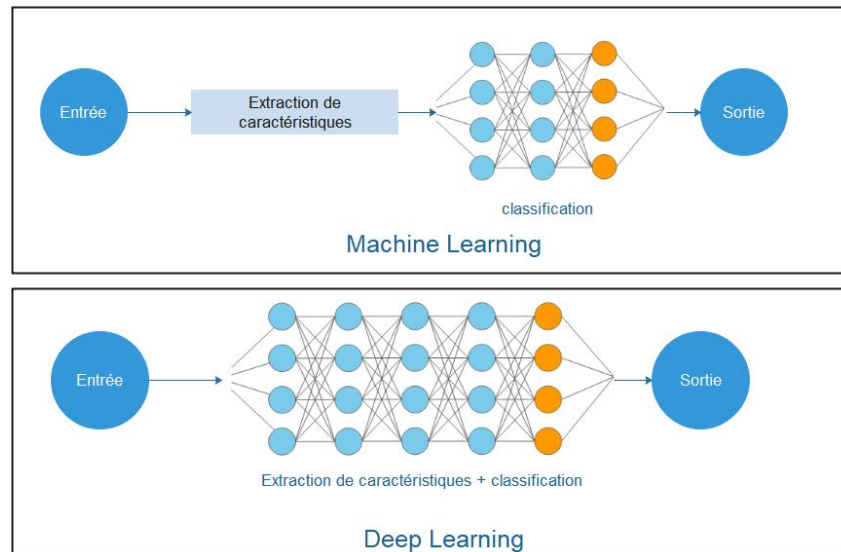 Entrée
Extraction de
caractéristiques
Sortie
classification
Machine Learning
Entrée
Sortie
Extraction de caractéristiques + classification
Deep Learning